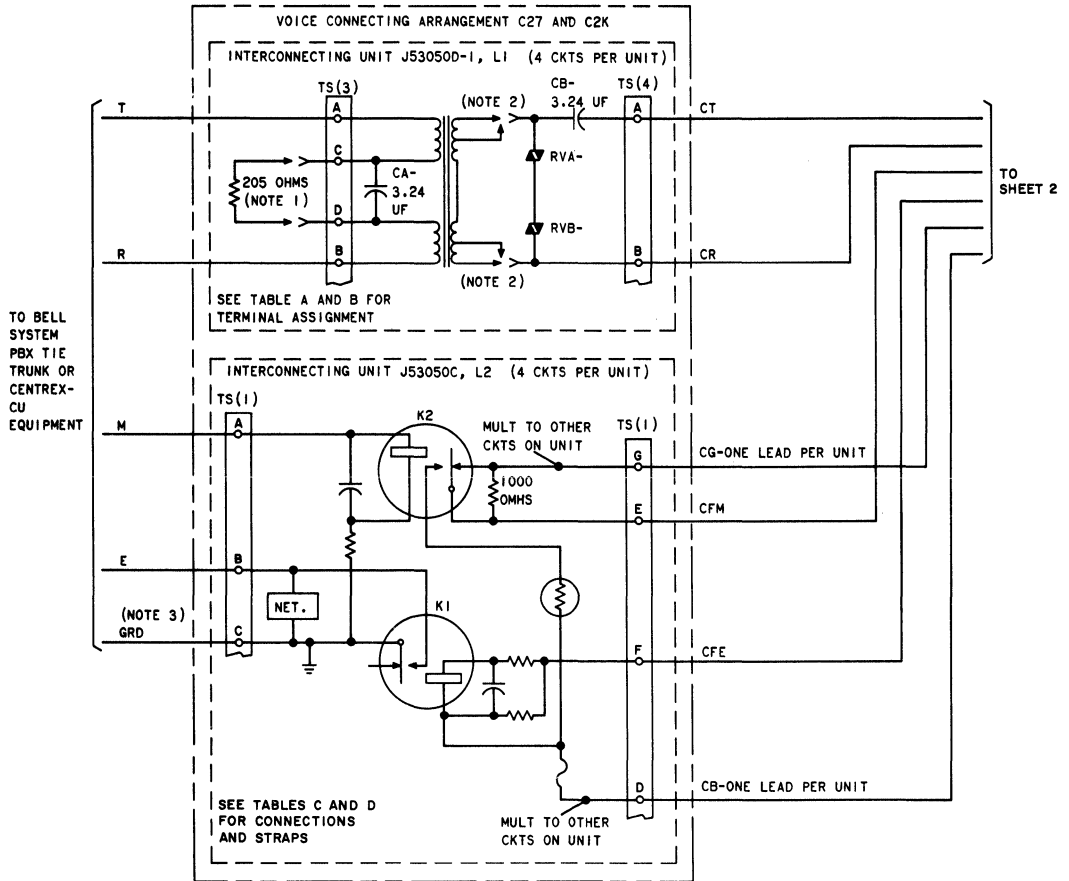 VOICE CONNECTING ARRANGEMENT C27 AND C2K
INTERCONNECTING UNIT J53050D-1, L1 (4 CKTS PER UNIT)
TS(3)
(NOTE 2)
CB-
3.24 UF
TS(4)
T
A
A
CT
C
205 OHMS
(NOTE 1)
CA-
3.24
UF
RVA-
TO
SHEET 2
D
RVB-
R
B
B
CR
(NOTE 2)
SEE TABLE A AND B FOR
TERMINAL ASSIGNMENT
TO BELL
SYSTEM
PBX TIE
TRUNK OR
CENTREX-
CU
EQUIPMENT
INTERCONNECTING UNIT J53050C, L2 (4 CKTS PER UNIT)
TS(1)
K2
MULT TO OTHER
CKTS ON UNIT
TS(1)
M
A
G
CG-ONE LEAD PER UNIT
1000
OMHS
E
CFM
E
B
NET.
K1
(NOTE 3)
GRD
C
F
CFE
D
CB-ONE LEAD PER UNIT
SEE TABLES C AND D
FOR CONNECTIONS
AND STRAPS
MULT TO OTHER
CKTS ON UNIT